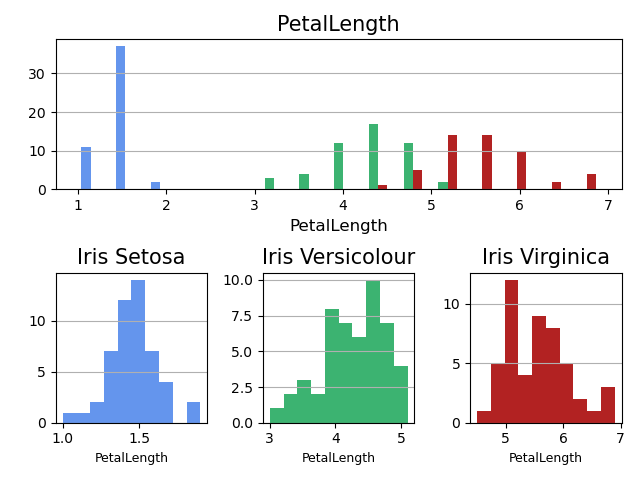 PetalLength
30
20
10
0
1 2 3 4 5 6 7
PetalLength
Iris Setosa Iris Versicolour Iris Virginica
10
5
0
1.0 1.5
PetalLength
10.0
7.5
5.0
2.5
0.0
3 4 5
PetalLength
10
5
0
5 6 7
PetalLength